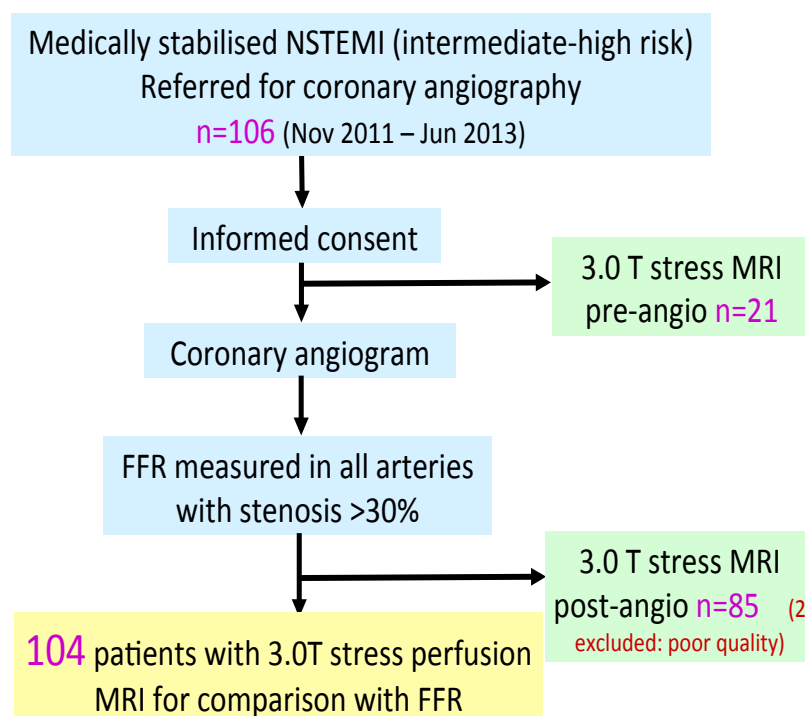 Medically stabilised NSTEMI (intermediate-high risk)
Referred for coronary angiography
n=106 (Nov 2011 – Jun 2013)
Informed consent
3.0 T stress MRI
pre-angio n=21
Coronary angiogram
FFR measured in all arteries
with stenosis >30%
3.0 T stress MRI
post-angio n=85 (2
excluded: poor quality)
104 patients with 3.0T stress perfusion
MRI for comparison with FFR